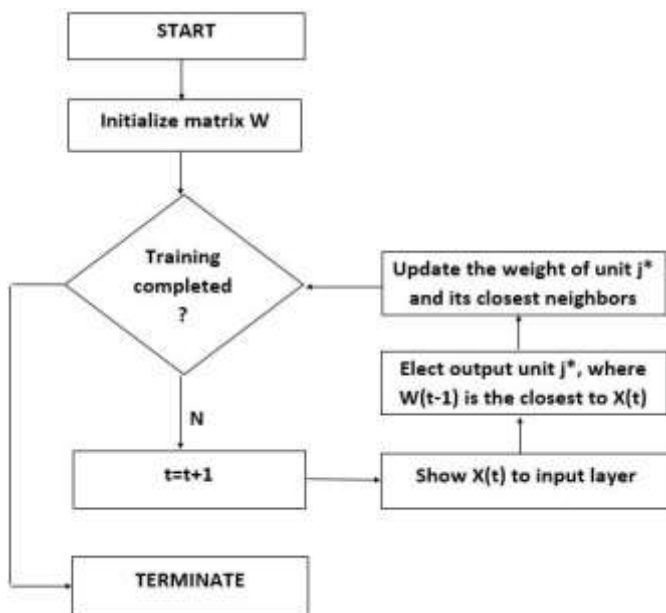 START
Initialize matrix W
Training
completed
?
N
t=t+1
Show X(t) to input layer
Elect output unit j*, where
W(t-1) is the closest to X(t)
Update the weight of unit j*
and its closest neighbors
TERMINATE